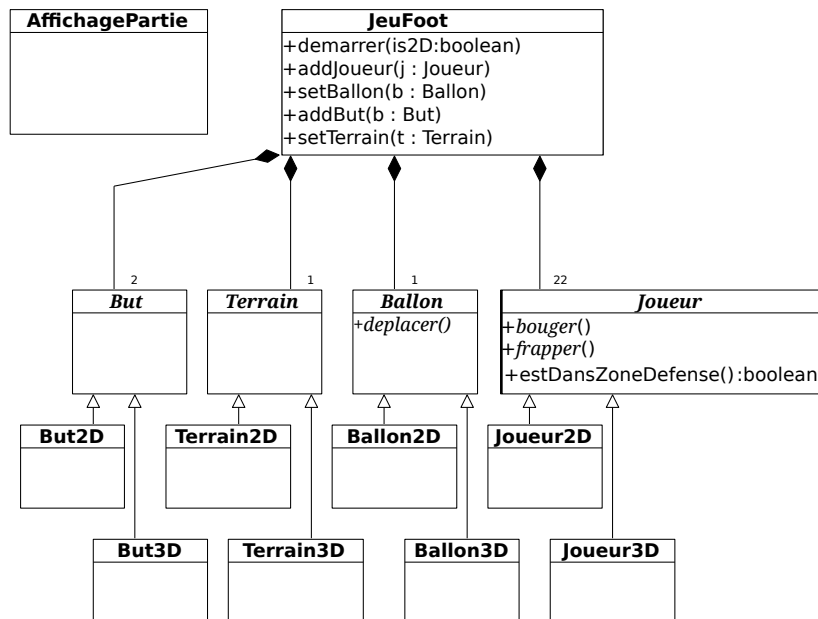 AffichagePartie
JeuFoot
+demarrer(is2D:boolean)
+addJoueur(j : Joueur)
+setBallon(b : Ballon)
+addBut(b : But)
+setTerrain(t : Terrain)
2
1
1
22
But
Terrain
Ballon
+deplacer()
Joueur
+bouger()
+frapper()
+estDansZoneDefense():boolean
But2D
Terrain2D
Ballon2D
Joueur2D
But3D
Terrain3D
Ballon3D
Joueur3D